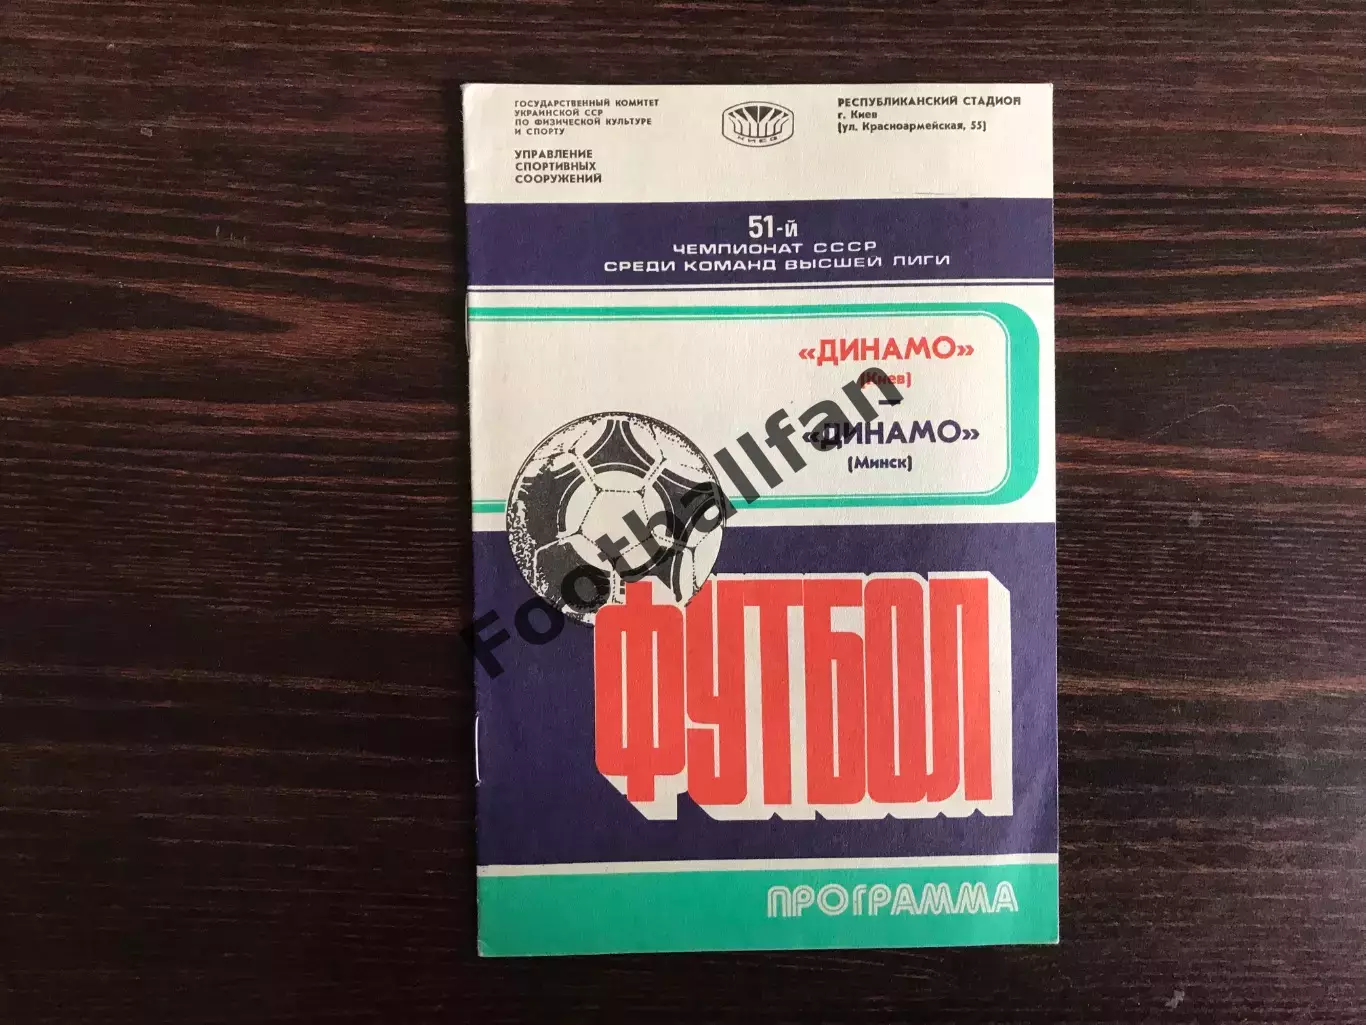 ГОСУДАРСТВЕННЫЙ КОМИТЕТ
УКРАИНСКОЙ ССР
ПО ФИЗИЧЕСКОЙ КУЛЬТУРЕ
И СПОРТУ
УПРАВЛЕНИЕ
СПОРТИВНЫХ
СООРУЖЕНИЙ
КИЕВ
РЕСПУБЛИКАНСКИЙ СТАДИОН
г. Киев
(ул. Красноармейская, 55)
51-й
ЧЕМПИОНАТ СССР
СРЕДИ КОМАНД ВЫСШЕЙ ЛИГИ
«ДИНАМО»
(Киев)
–
«ДИНАМО»
(Минск)
Footballfan
ФУТБОЛ
ПРОГРАММА